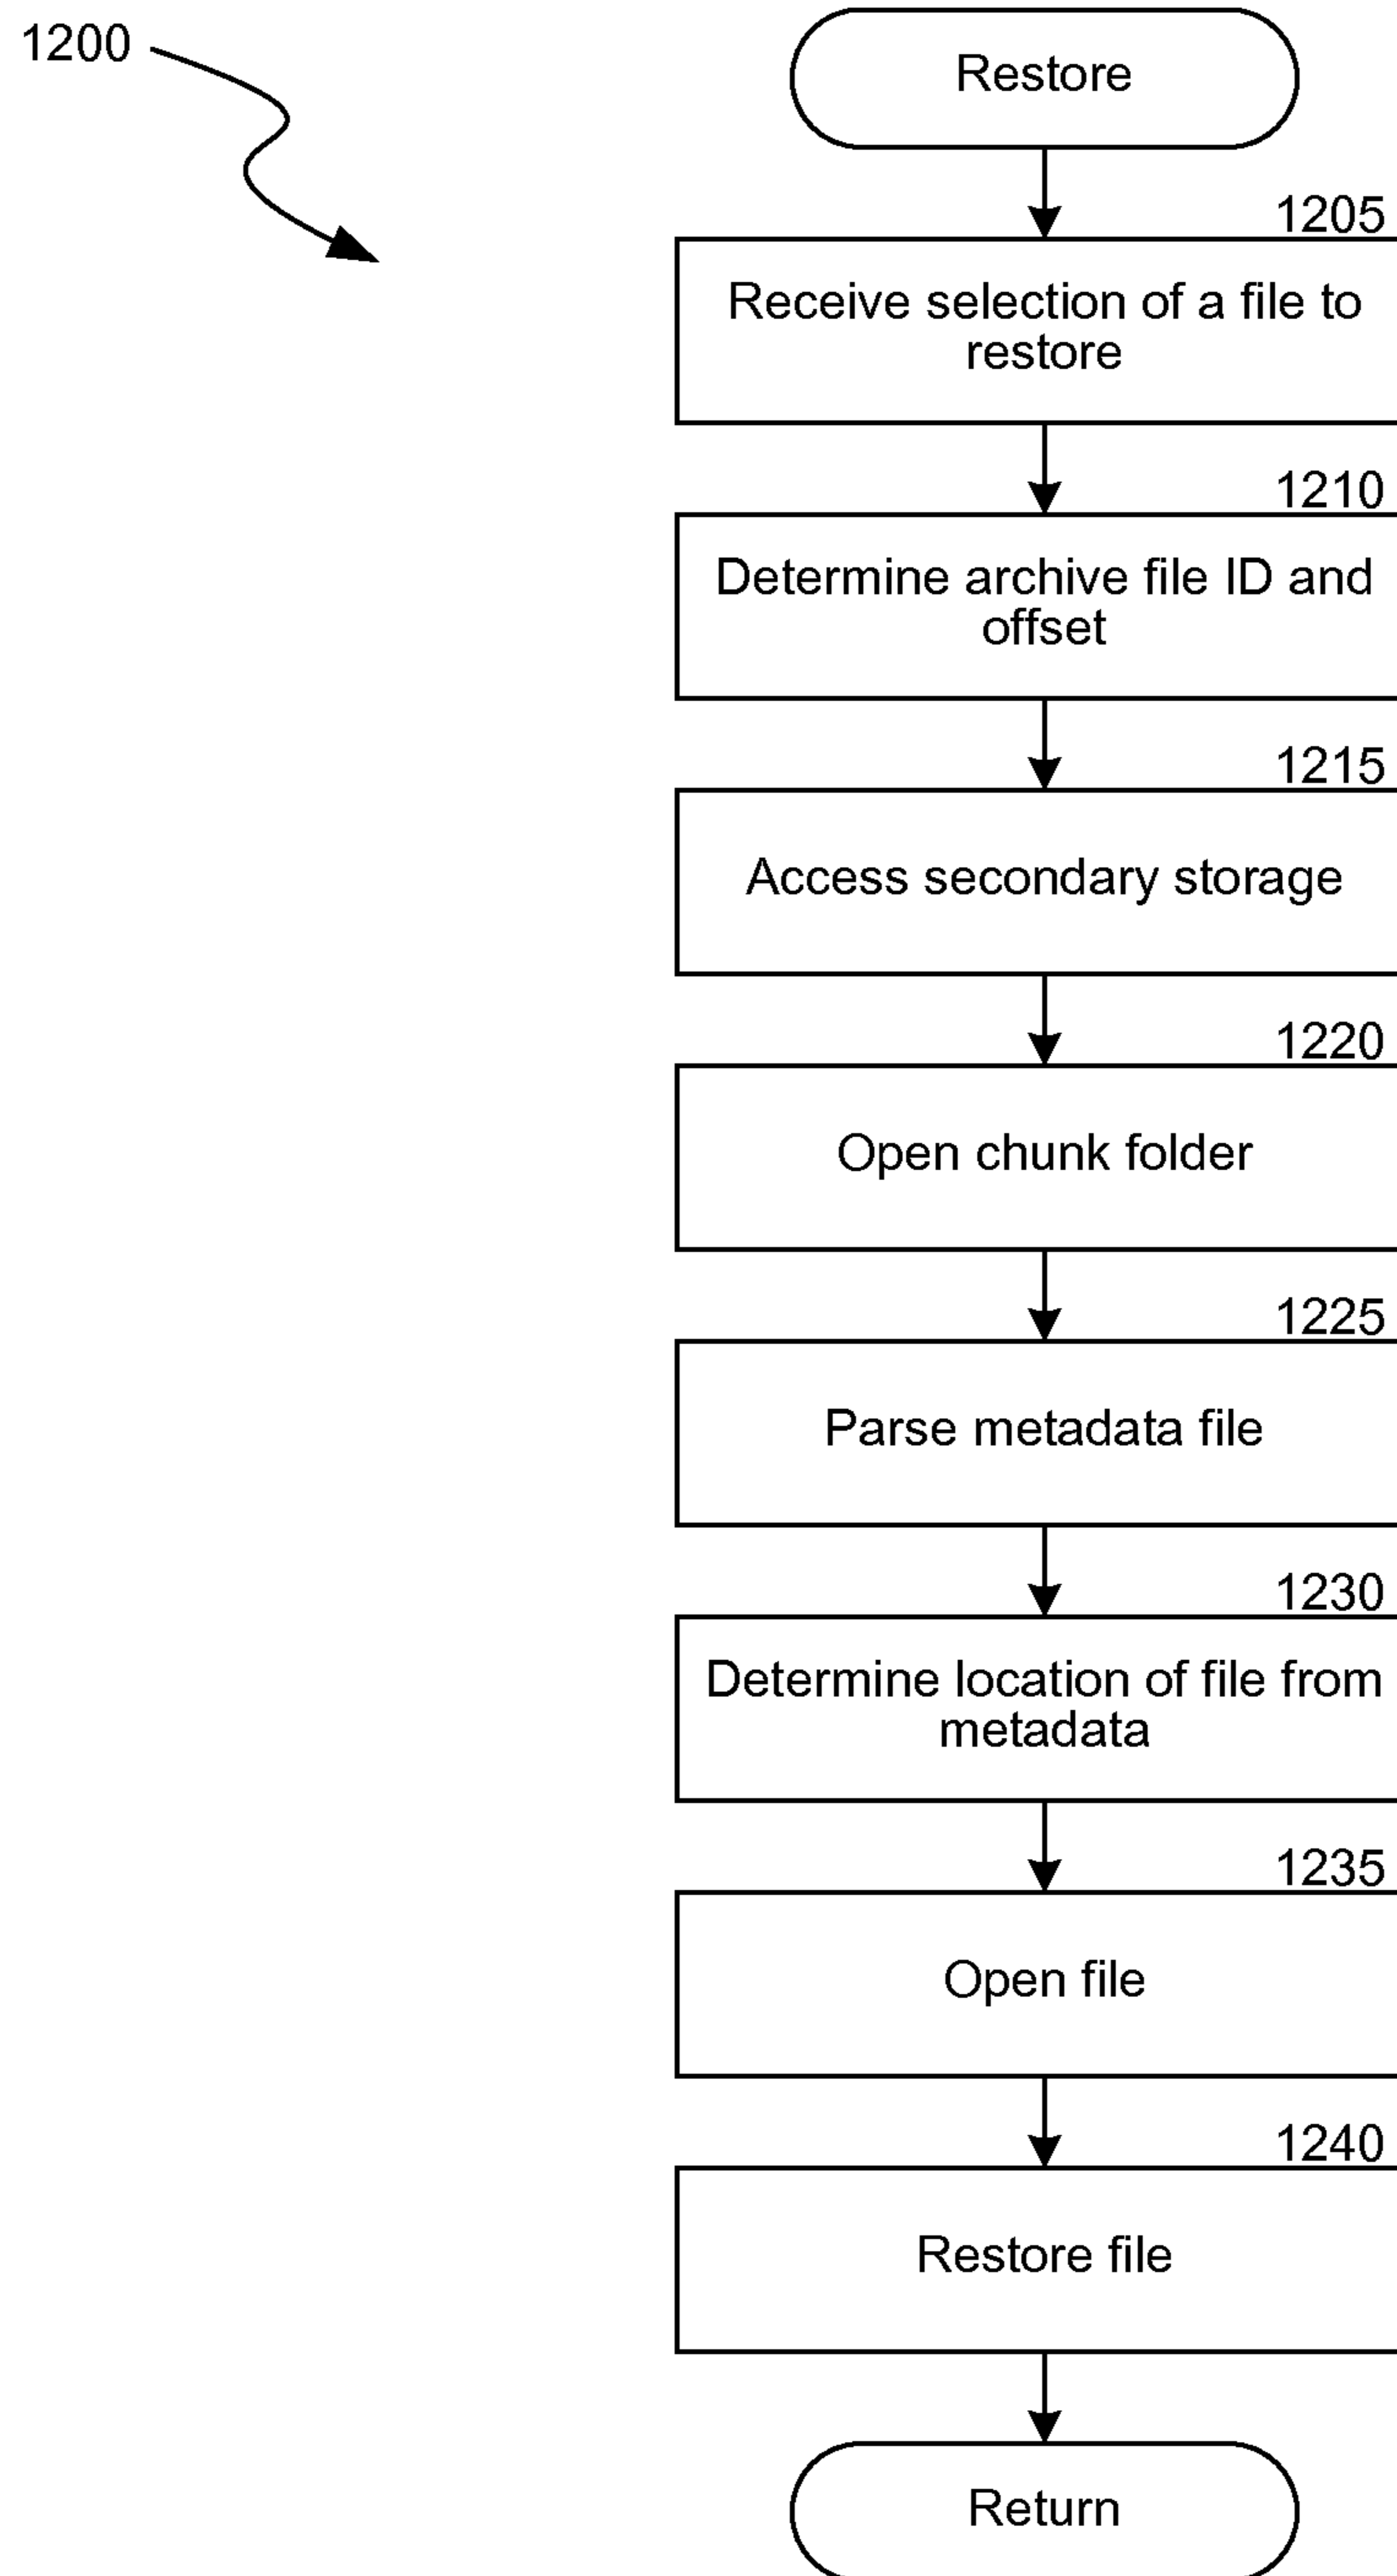 1200
Restore
1205
Receive selection of a file to
restore
1210
Determine archive file ID and
offset
1215
Access secondary storage
1220
Open chunk folder
1225
Parse metadata file
1230
Determine location of file from
metadata
1235
Open file
1240
Restore file
Return